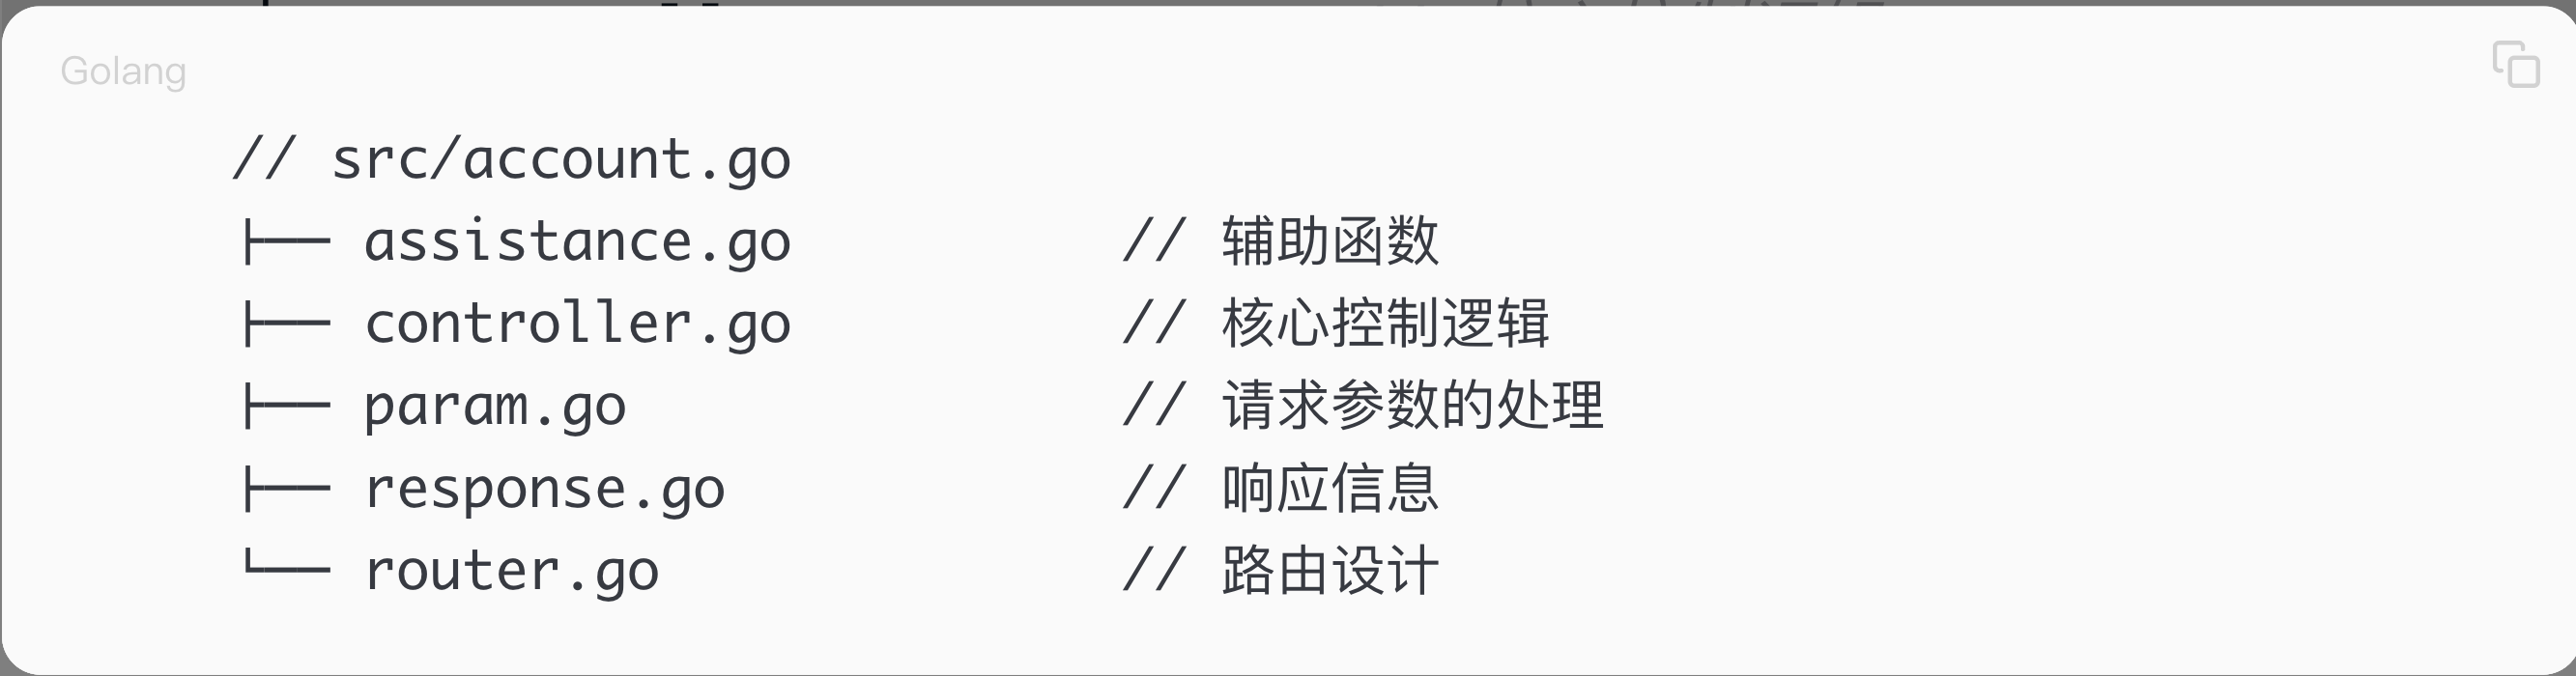 Golang
// src/account.go
├── assistance.go          // 辅助函数
├── controller.go          // 核心控制逻辑
├── param.go               // 请求参数的处理
├── response.go            // 响应信息
└── router.go              // 路由设计